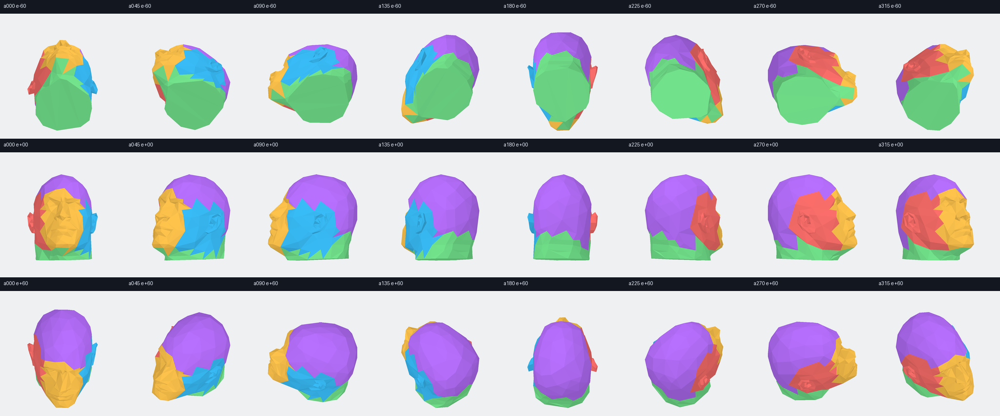 a000 e-60 a045 e-60 a090 e-60 a135 e-60 a180 e-60 a225 e-60 a270 e-60 a315 e-60
a000 e+00 a045 e+00 a090 e+00 a135 e+00 a180 e+00 a225 e+00 a270 e+00 a315 e+00
a000 e+60 a045 e+60 a090 e+60 a135 e+60 a180 e+60 a225 e+60 a270 e+60 a315 e+60